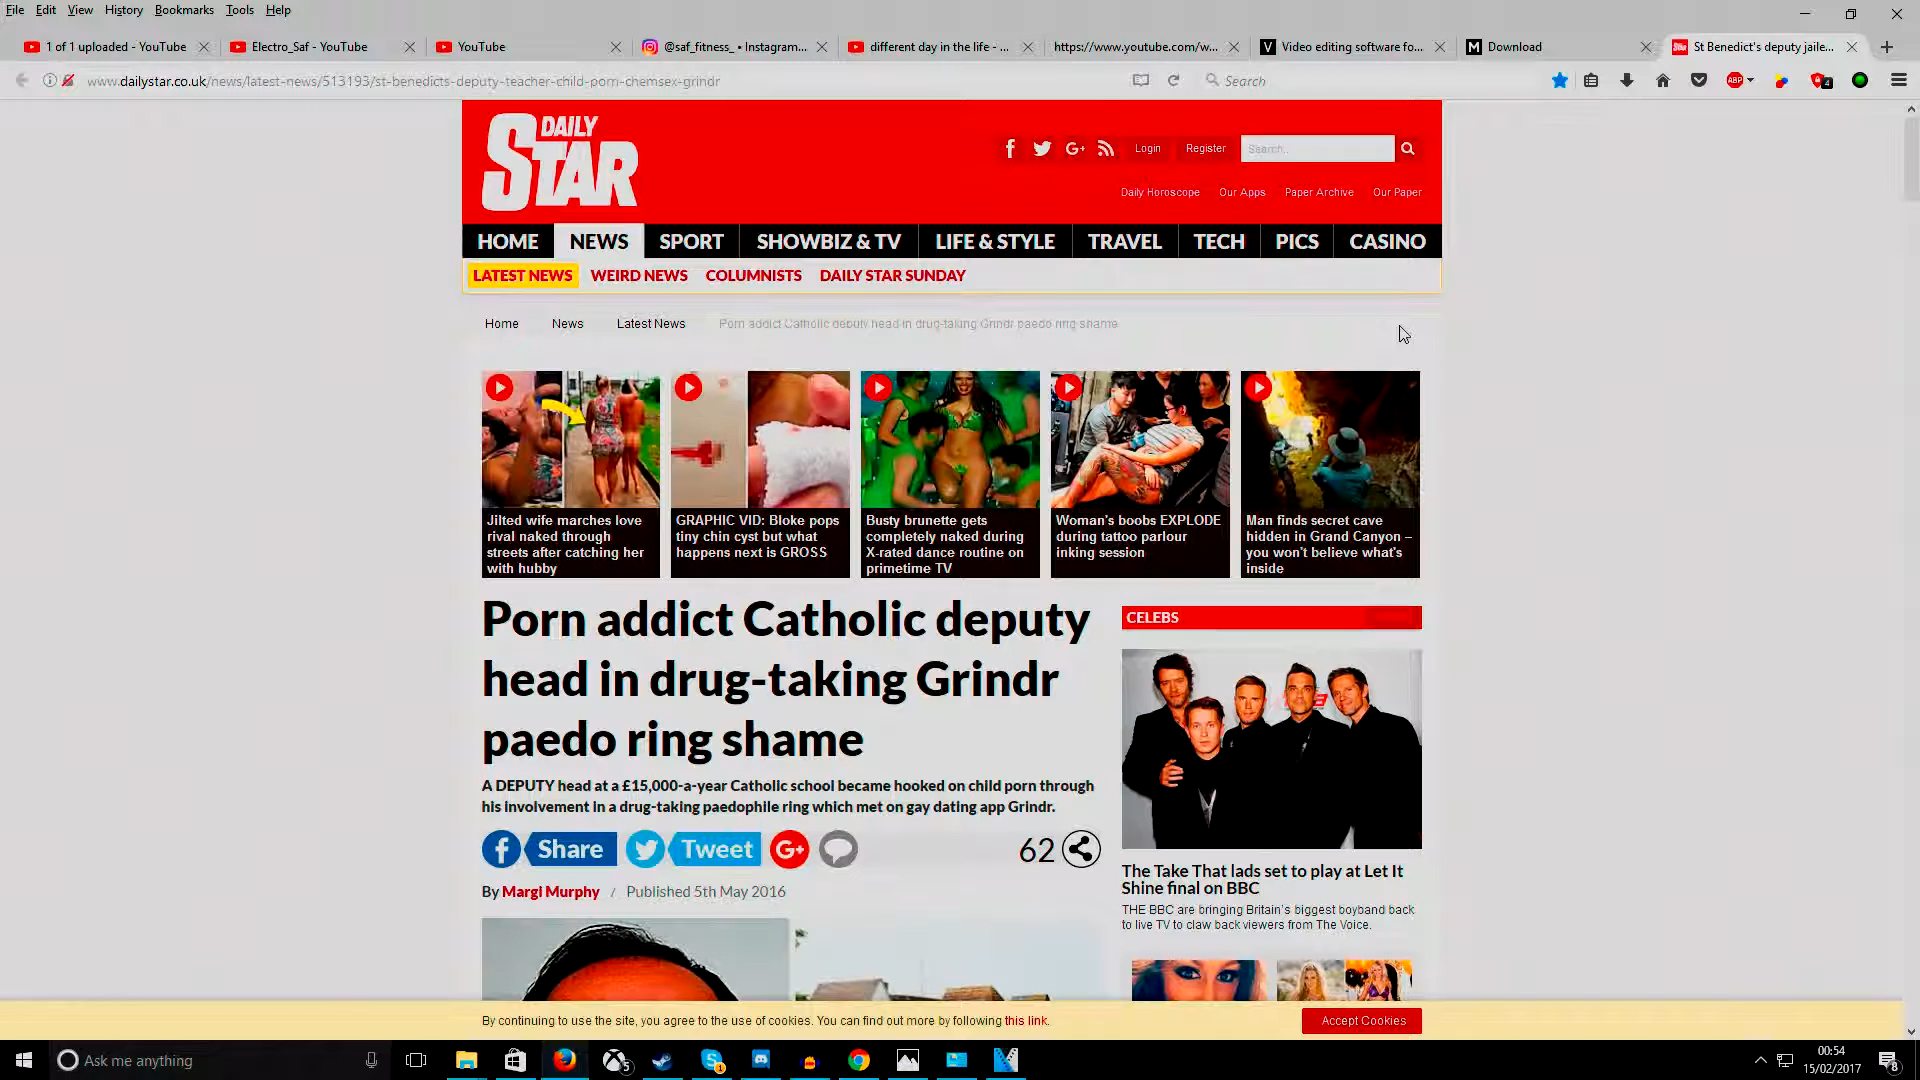 File Edit View History Bookmarks Tools Help
1 of 1 uploaded - YouTube
Electro_Saf - YouTube
YouTube
@saf_fitness_ • Instagram...
different day in the life - ...
https://www.youtube.com/w...
Video editing software fo...
Download
St Benedict's deputy jaile...
www.dailystar.co.uk/news/latest-news/513193/st-benedicts-deputy-teacher-child-porn-chemsex-grindr
Search
ABP
4
DAILY
STAR
Login
Register
Search..
Daily Horoscope
Our Apps
Paper Archive
Our Paper
HOME NEWS SPORT SHOWBIZ & TV LIFE & STYLE TRAVEL TECH PICS CASINO
LATEST NEWS WEIRD NEWS COLUMNISTS DAILY STAR SUNDAY
Home News Latest News Porn addict Catholic deputy head in drug-taking Grindr paedo ring shame
Jilted wife marches love
rival naked through
streets after catching her
with hubby
GRAPHIC VID: Bloke pops
tiny chin cyst but what
happens next is GROSS
Busty brunette gets
completely naked during
X-rated dance routine on
primetime TV
Woman's boobs EXPLODE
during tattoo parlour
inking session
Man finds secret cave
hidden in Grand Canyon –
you won't believe what's
inside
Porn addict Catholic deputy
head in drug-taking Grindr
paedo ring shame
A DEPUTY head at a £15,000-a-year Catholic school became hooked on child porn through
his involvement in a drug-taking paedophile ring which met on gay dating app Grindr.
Share
Tweet
G+
62
By Margi Murphy / Published 5th May 2016
CELEBS
The Take That lads set to play at Let It
Shine final on BBC
THE BBC are bringing Britain's biggest boyband back
to live TV to claw back viewers from The Voice.
By continuing to use the site, you agree to the use of cookies. You can find out more by following this link.
Accept Cookies
Ask me anything
5
1
00:54
15/02/2017
8